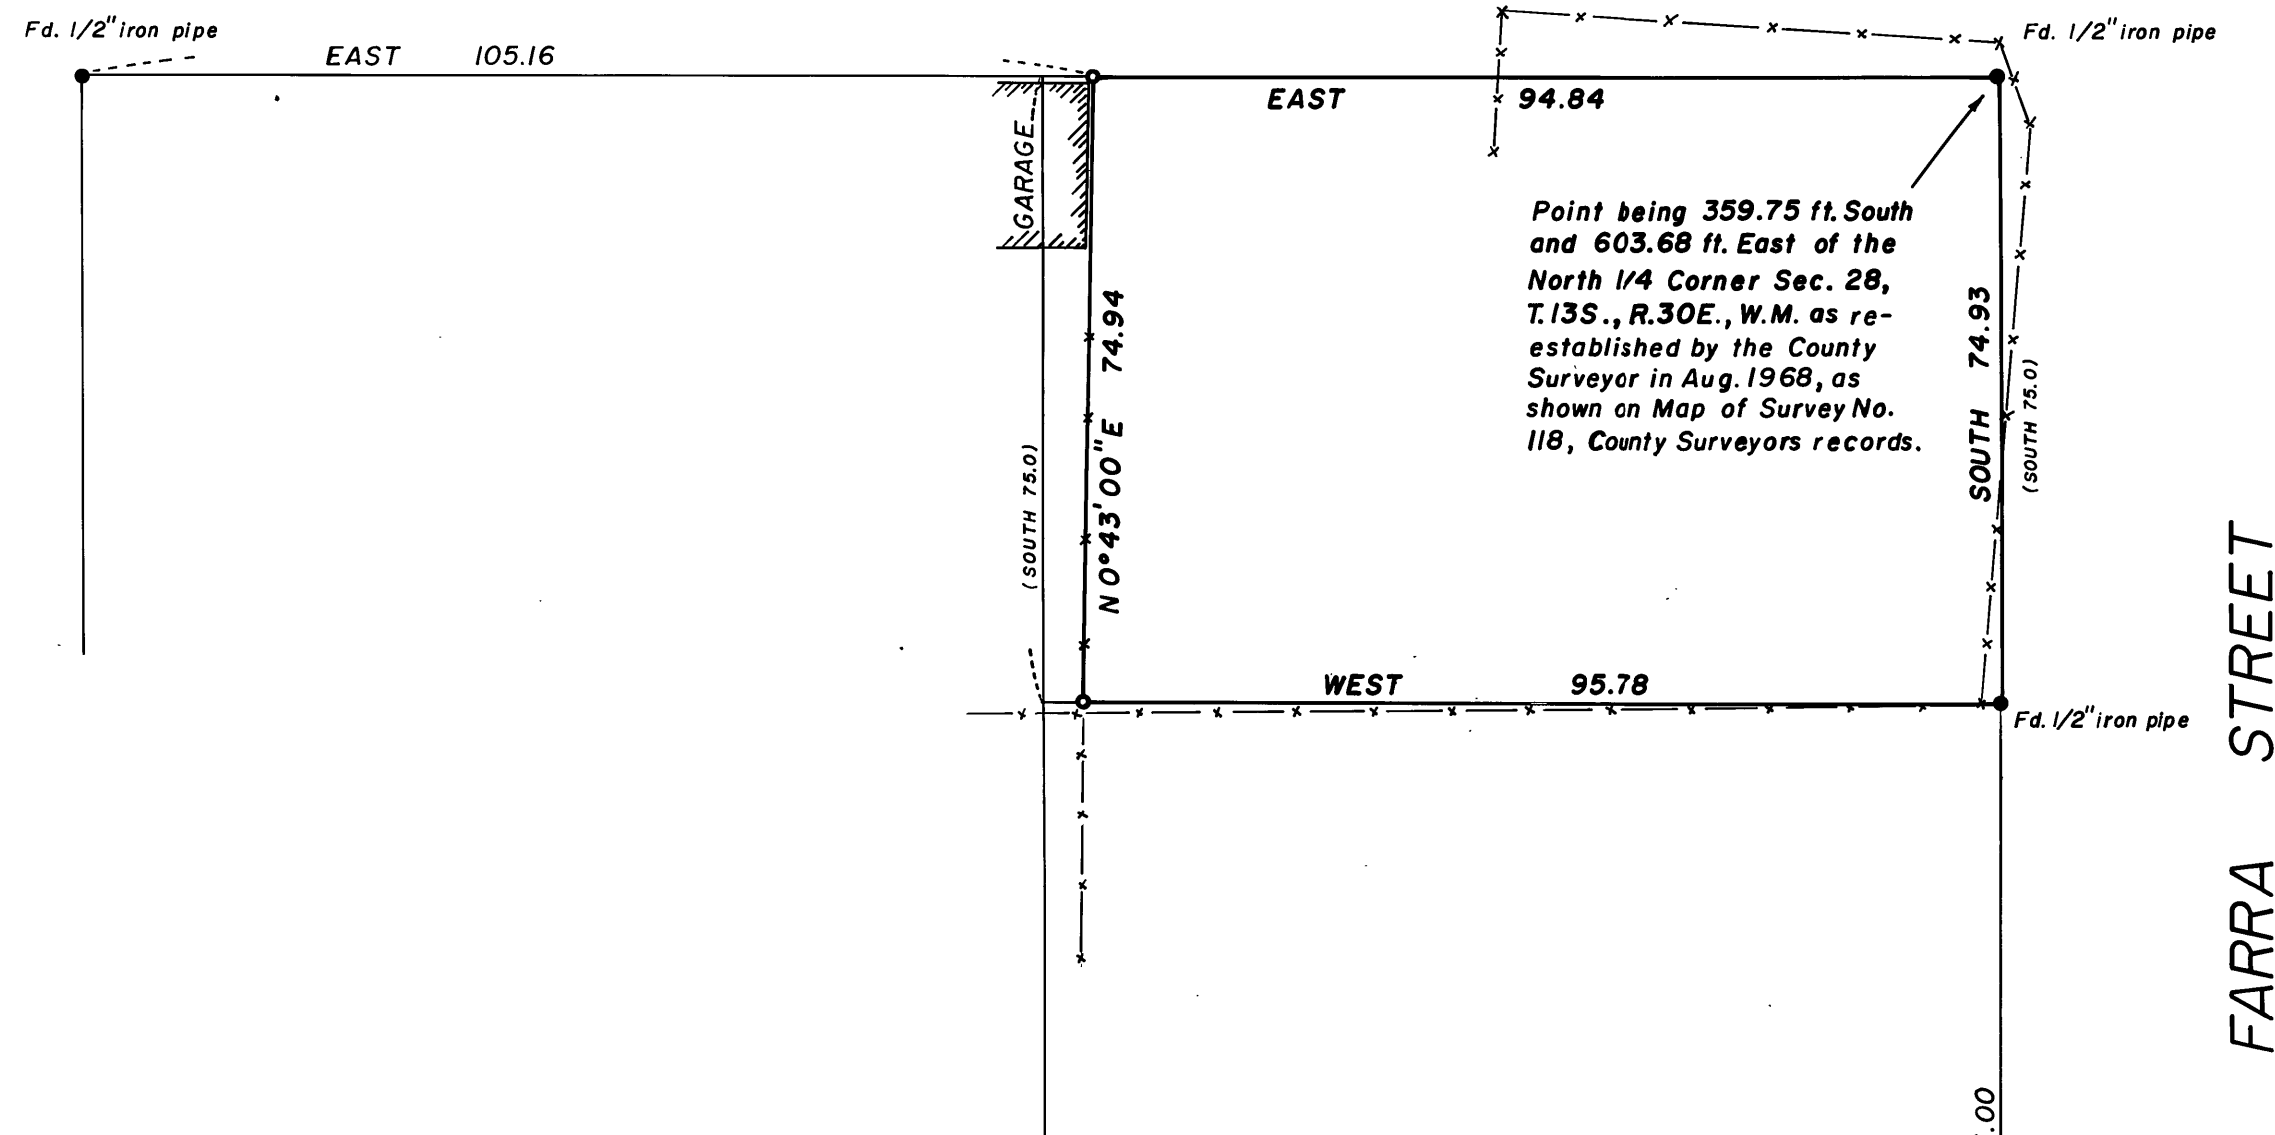 Fd. 1/2" iron pipe
EAST 105.16
Fd. 1/2" iron pipe
EAST 94.84
GARAGE
Point being 359.75 ft. South
and 603.68 ft. East of the
North 1/4 Corner Sec. 28,
T.13S., R.30E., W.M. as re-
established by the County
Surveyor in Aug. 1968, as
shown on Map of Survey No.
118, County Surveyors records.
N 0°43'00" E 74.94
(SOUTH 75.0)
SOUTH 74.93
(SOUTH 75.0)
WEST 95.78
Fd. 1/2" iron pipe
FARRA STREET
.00